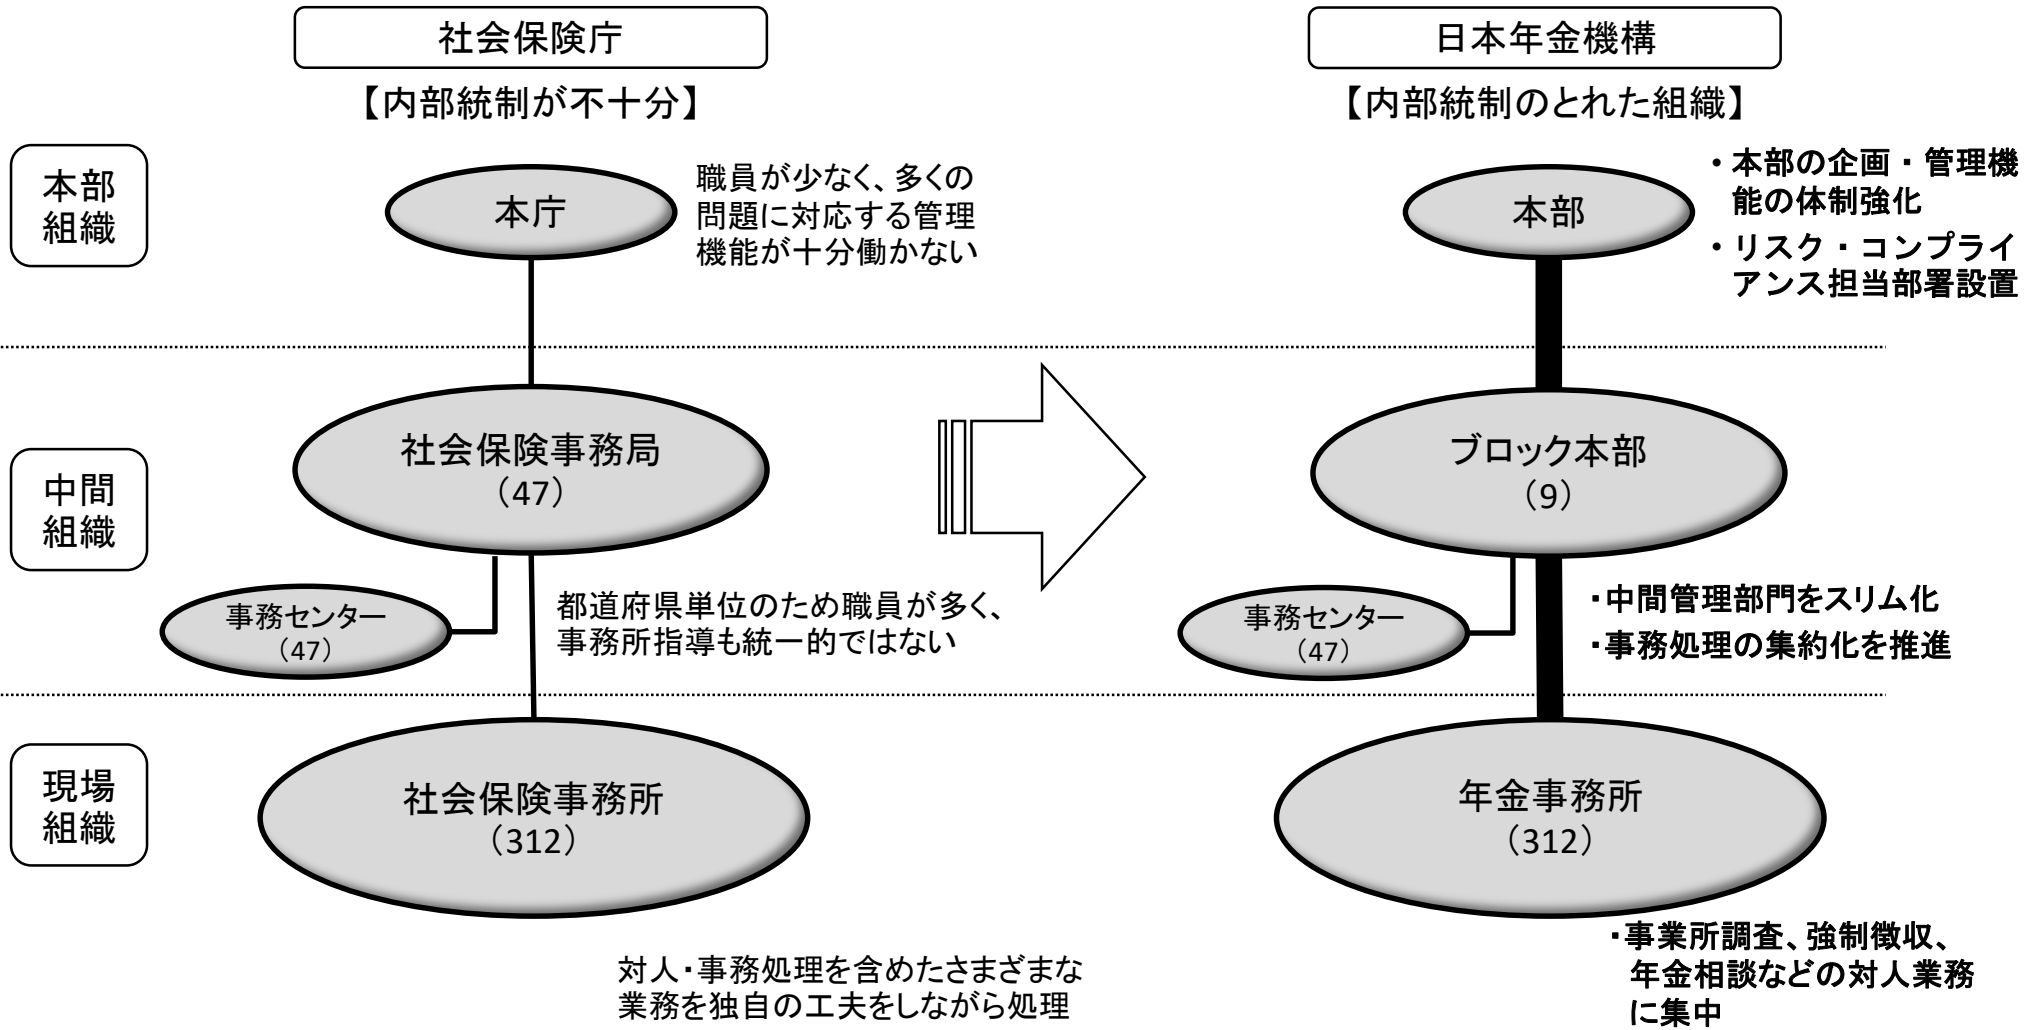 社会保険庁
【内部統制が不十分】
日本年金機構
【内部統制のとれた組織】
本部
組織
本庁
職員が少なく、多くの
問題に対応する管理
機能が十分働かない
本部
・本部の企画・管理機
能の体制強化
・リスク・コンプライ
アンス担当部署設置
中間
組織
社会保険事務局
（47）
事務センター
（47）
都道府県単位のため職員が多く、
事務所指導も統一的ではない
ブロック本部
（9）
事務センター
（47）
・中間管理部門をスリム化
・事務処理の集約化を推進
現場
組織
社会保険事務所
（312）
対人・事務処理を含めたさまざまな
業務を独自の工夫をしながら処理
年金事務所
（312）
・事業所調査、強制徴収、
年金相談などの対人業務
に集中